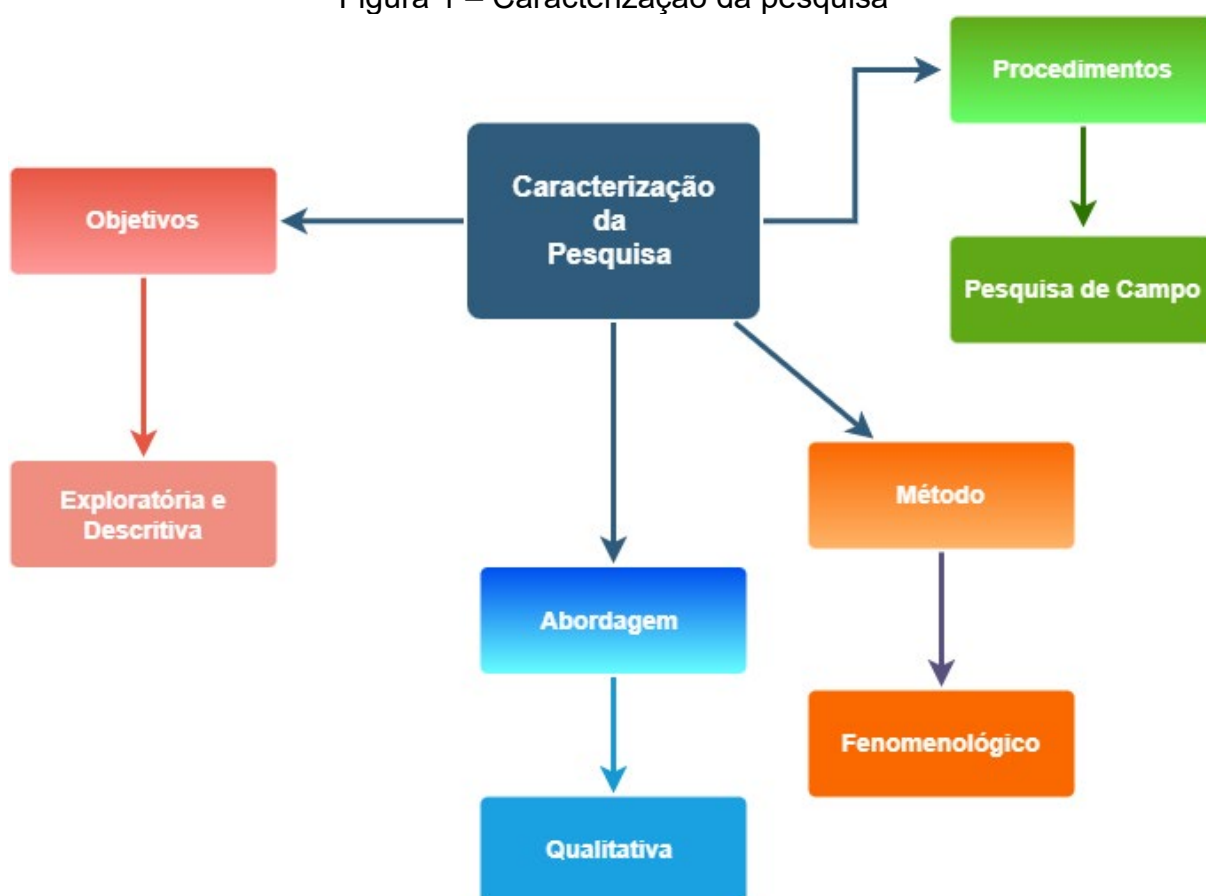 Figura 1 – Caracterização da pesquisa
Procedimentos
Caracterização
da
Pesquisa
Objetivos
Pesquisa de Campo
Exploratória e
Descritiva
Método
Abordagem
Fenomenológico
Qualitativa